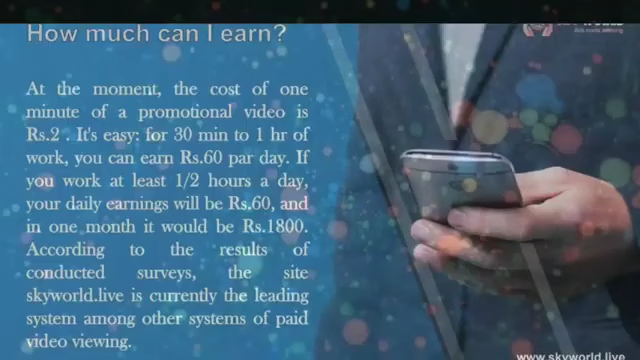 How much can I earn?
At the moment, the cost of one
minute of a promotional video is
Rs.2 . It's easy: for 30 min to 1 hr of
work, you can earn Rs.60 par day. If
you work at least 1/2 hours a day,
your daily earnings will be Rs.60, and
in one month it would be Rs.1800.
According to the results of
conducted surveys, the site
skyworld.live is currently the leading
system among other systems of paid
video viewing.
www.skyworld.live